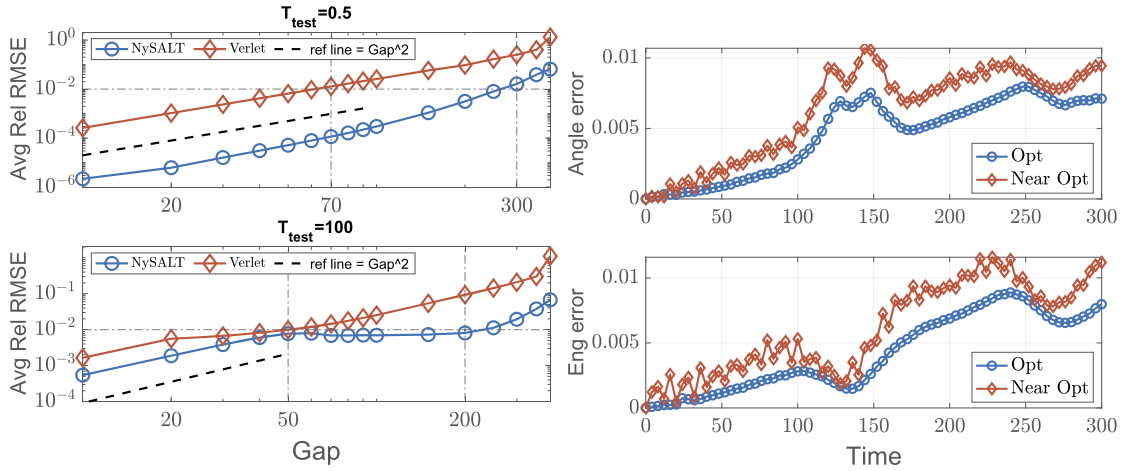 T_test=0.5
Avg Rel RMSE
10^0
10^-2
10^-4
10^-6
NySALT
Verlet
ref line = Gap^2
20
70
300
T_test=100
Avg Rel RMSE
10^-1
10^-2
10^-3
10^-4
NySALT
Verlet
ref line = Gap^2
20
50
200
Gap
Angle error
0.01
0.005
0
Opt
Near Opt
0
50
100
150
200
250
300
Eng error
0.01
0.005
0
Opt
Near Opt
0
50
100
150
200
250
300
Time